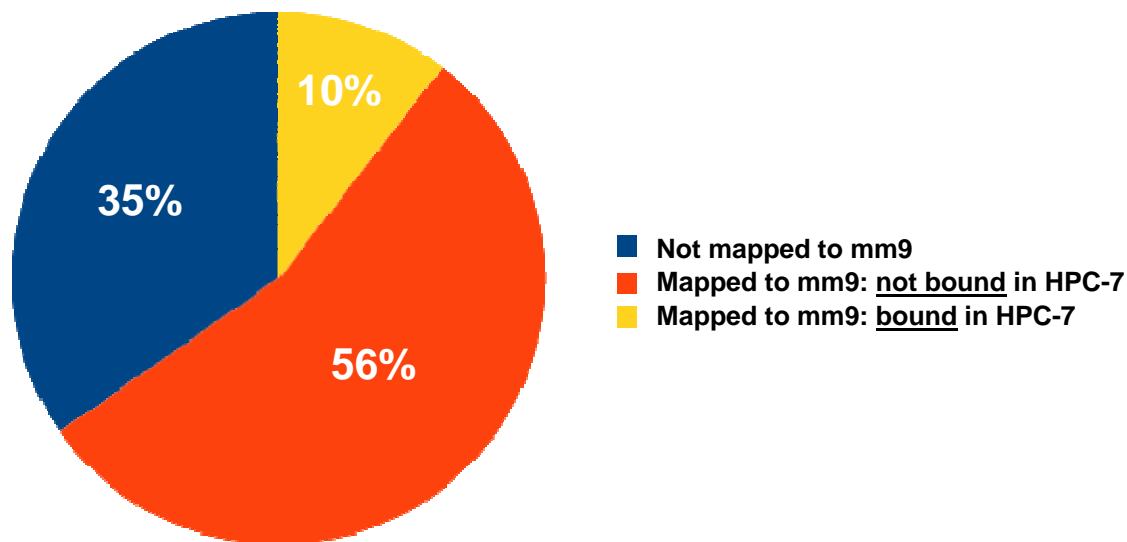 10%
35%
56%
Not mapped to mm9
Mapped to mm9: not bound in HPC-7
Mapped to mm9: bound in HPC-7